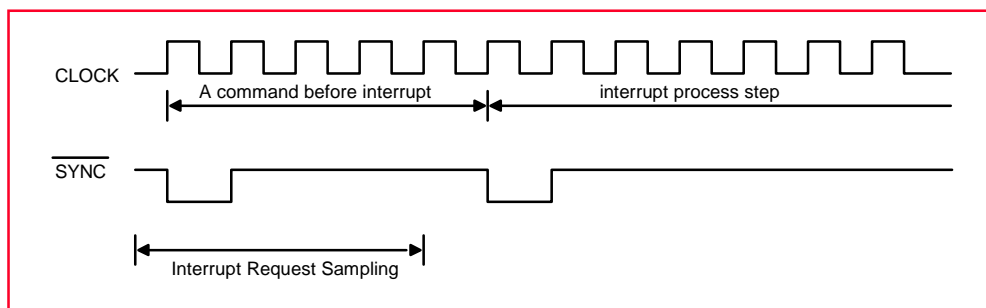 CLOCK
A command before interrupt
interrupt process step
SYNC
Interrupt Request Sampling